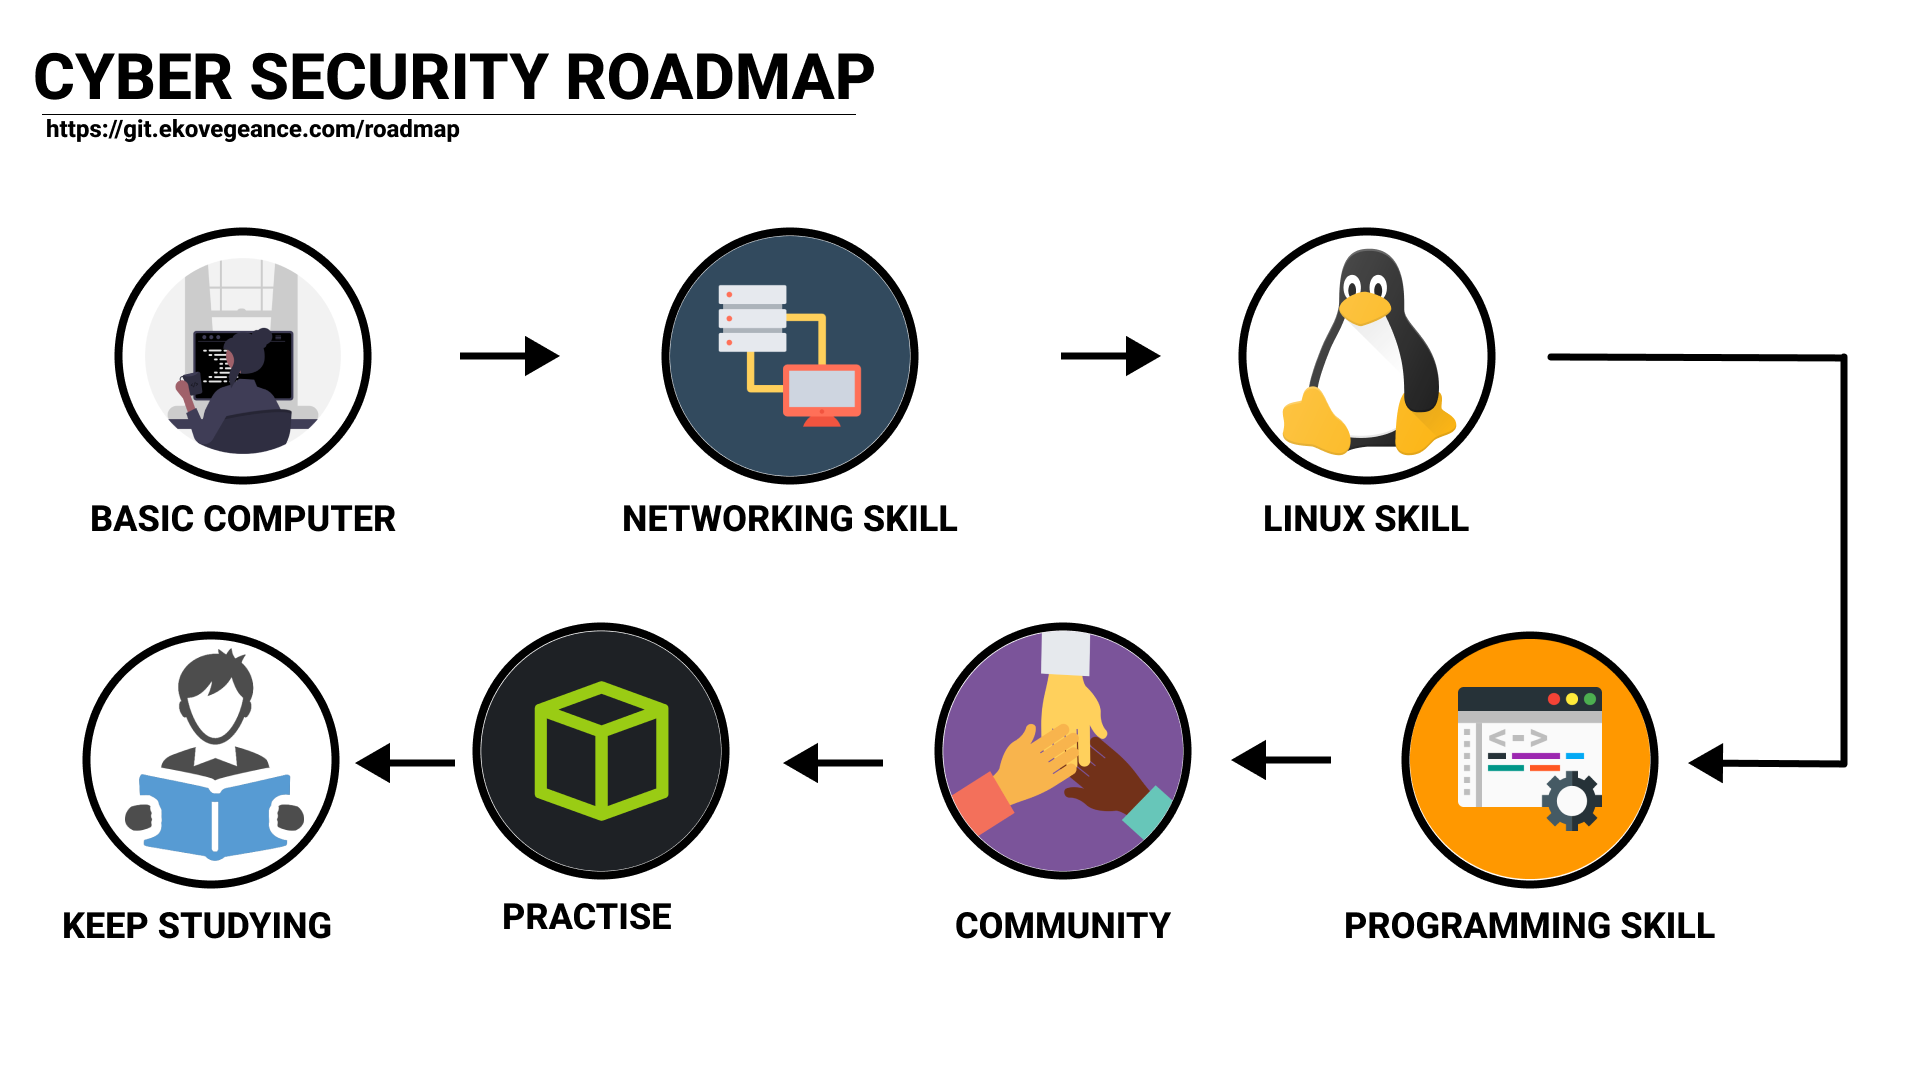 CYBER SECURITY ROADMAP
https://git.ekovegeance.com/roadmap
BASIC COMPUTER
NETWORKING SKILL
LINUX SKILL
KEEP STUDYING
PRACTISE
COMMUNITY
PROGRAMMING SKILL